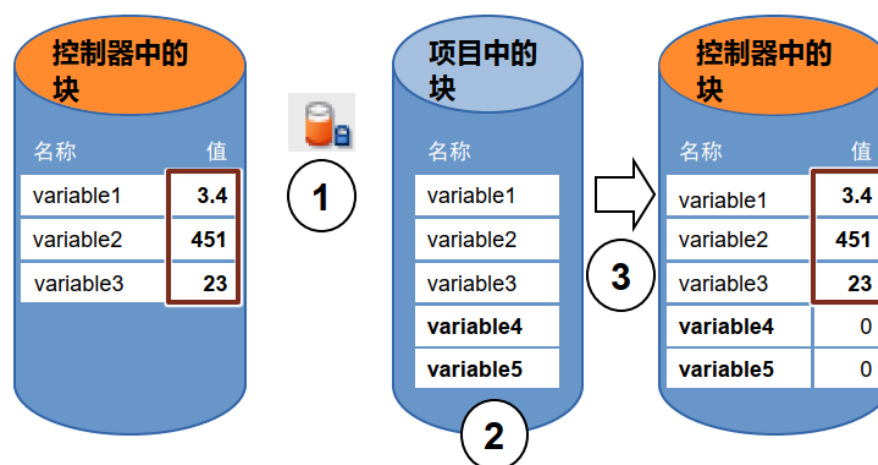 控制器中的
块
名称 值
variable1 3.4
variable2 451
variable3 23
1
项目中的
块
名称
variable1
variable2
variable3
variable4
variable5
2
3
控制器中的
块
名称 值
variable1 3.4
variable2 451
variable3 23
variable4 0
variable5 0